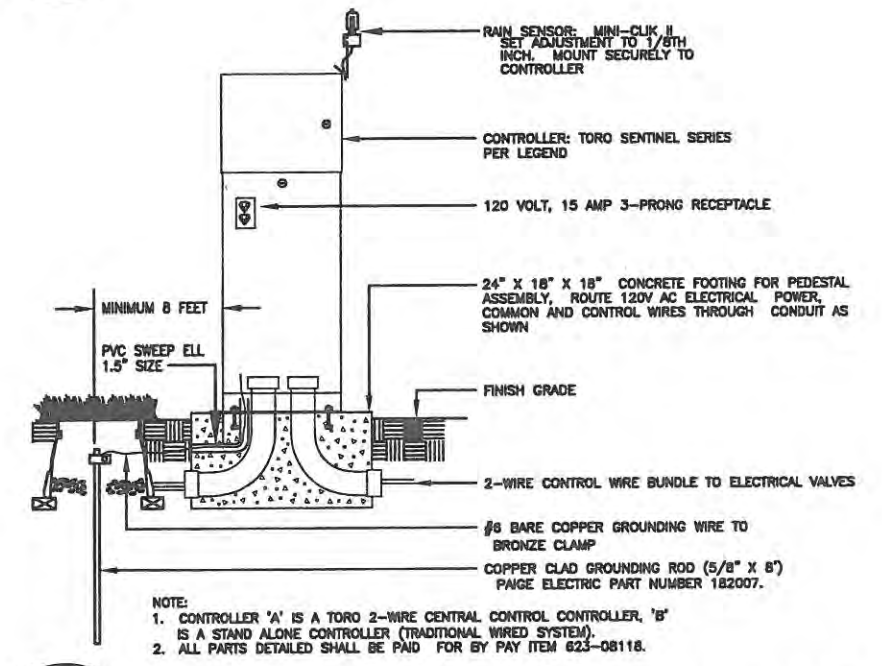 RAIN SENSOR: MINI-CLIK II
SET ADJUSTMENT TO 1/8TH
INCH. MOUNT SECURELY TO
CONTROLLER
CONTROLLER: TORO SENTINEL SERIES
PER LEGEND
120 VOLT, 15 AMP 3-PRONG RECEPTACLE
24" X 18" X 18" CONCRETE FOOTING FOR PEDESTAL
ASSEMBLY, ROUTE 120V AC ELECTRICAL POWER,
COMMON AND CONTROL WIRES THROUGH CONDUIT AS
SHOWN
MINIMUM 8 FEET
PVC SWEEP ELL
1.5" SIZE
FINISH GRADE
2-WIRE CONTROL WIRE BUNDLE TO ELECTRICAL VALVES
#6 BARE COPPER GROUNDING WIRE TO
BRONZE CLAMP
COPPER CLAD GROUNDING ROD (5/8" X 8')
PAIGE ELECTRIC PART NUMBER 182007.
NOTE:
1. CONTROLLER 'A' IS A TORO 2-WIRE CENTRAL CONTROL CONTROLLER, 'B'
IS A STAND ALONE CONTROLLER (TRADITIONAL WIRED SYSTEM).
2. ALL PARTS DETAILED SHALL BE PAID FOR BY PAY ITEM 623-08118.